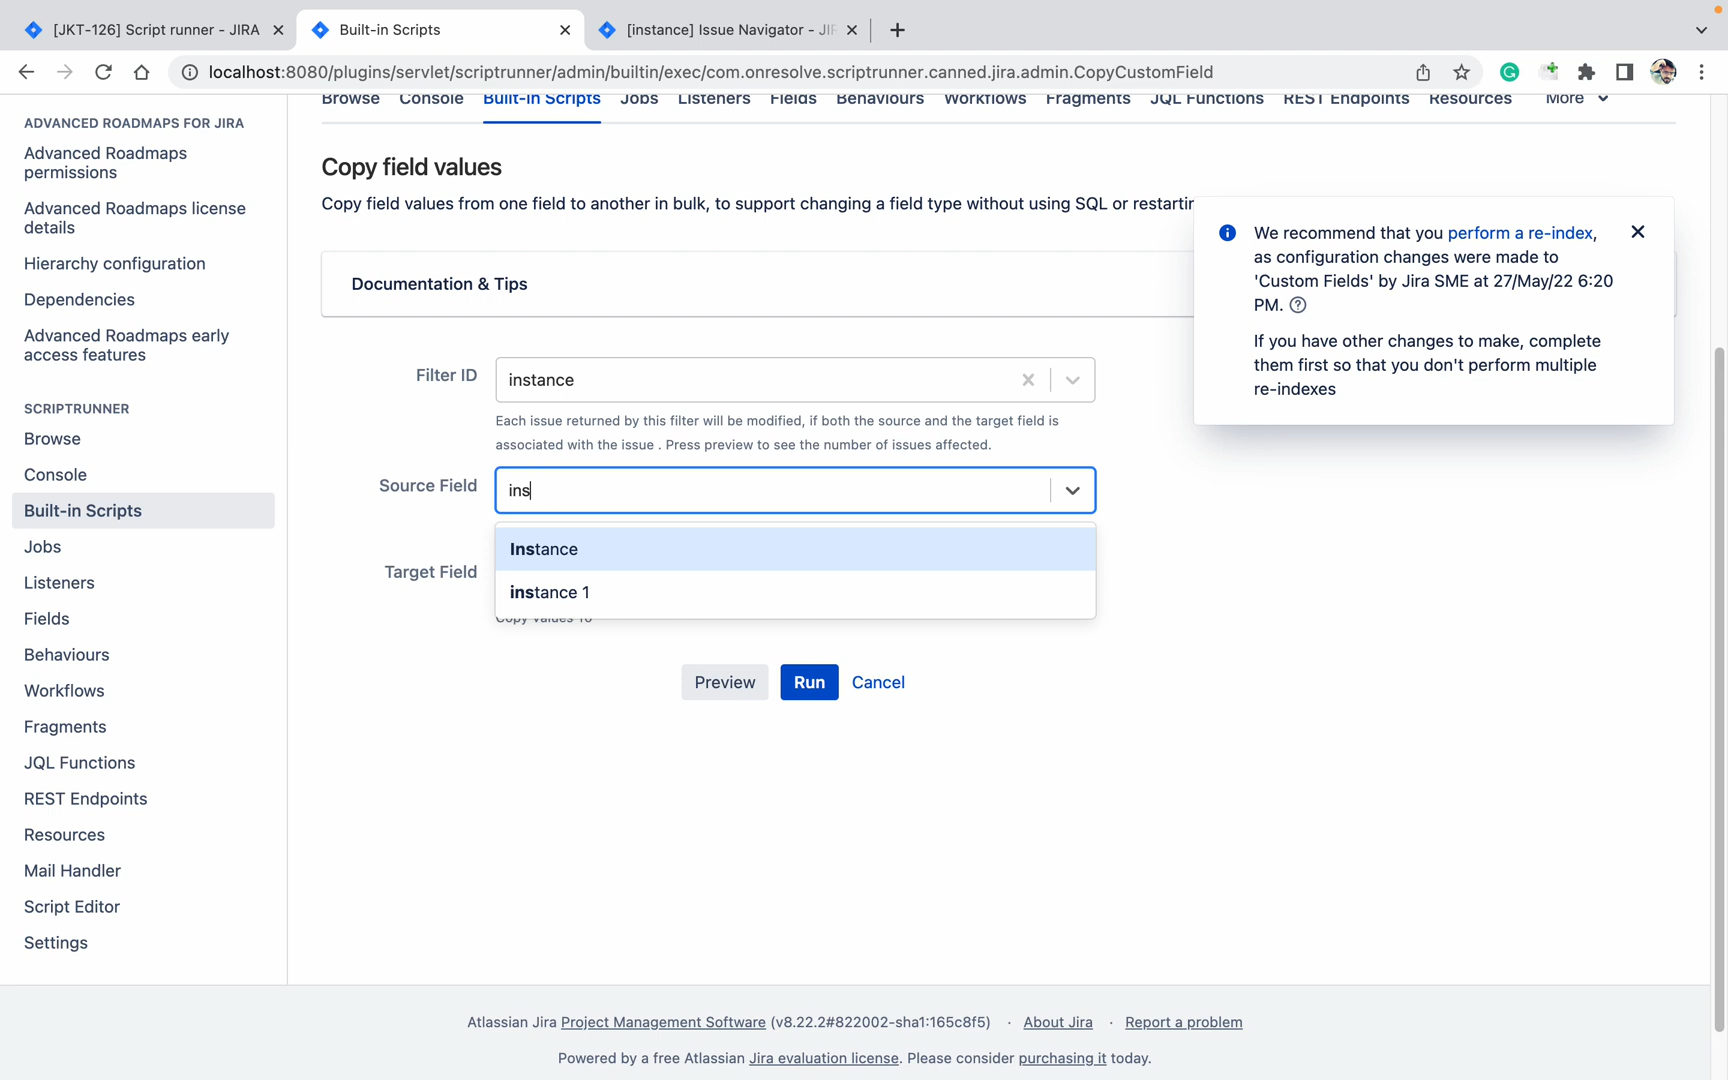 [JKT-126] Script runner - JIRA
Built-in Scripts
[instance] Issue Navigator - JIR
localhost:8080/plugins/servlet/scriptrunner/admin/builtin/exec/com.onresolve.scriptrunner.canned.jira.admin.CopyCustomField
Browse Console Built-in Scripts Jobs Listeners Fields Behaviours Workflows Fragments JQL Functions REST Endpoints Resources More
ADVANCED ROADMAPS FOR JIRA
Advanced Roadmaps
permissions
Advanced Roadmaps license
details
Hierarchy configuration
Dependencies
Advanced Roadmaps early
access features
SCRIPTRUNNER
Browse
Console
Built-in Scripts
Jobs
Listeners
Fields
Behaviours
Workflows
Fragments
JQL Functions
REST Endpoints
Resources
Mail Handler
Script Editor
Settings
Copy field values
Copy field values from one field to another in bulk, to support changing a field type without using SQL or restartin
Documentation & Tips
We recommend that you perform a re-index,
as configuration changes were made to
'Custom Fields' by Jira SME at 27/May/22 6:20
PM.
If you have other changes to make, complete
them first so that you don't perform multiple
re-indexes
Filter ID
instance
Each issue returned by this filter will be modified, if both the source and the target field is
associated with the issue . Press preview to see the number of issues affected.
Source Field
ins
Instance
instance 1
Target Field
Copy values To
Preview Run Cancel
Atlassian Jira Project Management Software (v8.22.2#822002-sha1:165c8f5) · About Jira · Report a problem
Powered by a free Atlassian Jira evaluation license. Please consider purchasing it today.